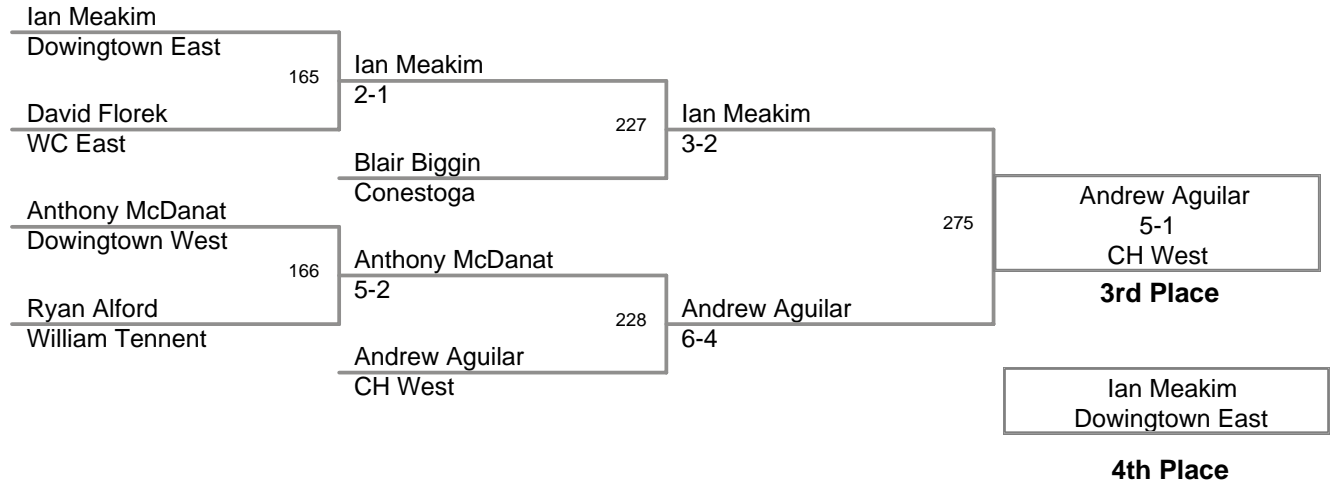 Ian Meakim
Dowingtown East
165
David Florek
WC East
Anthony McDanat
Dowingtown West
166
Ryan Alford
William Tennent
Ian Meakim
2-1
227
Blair Biggin
Conestoga
Anthony McDanat
5-2
228
Andrew Aguilar
CH West
Ian Meakim
3-2
275
Andrew Aguilar
6-4
Andrew Aguilar
5-1
CH West
3rd Place
Ian Meakim
Dowingtown East
4th Place